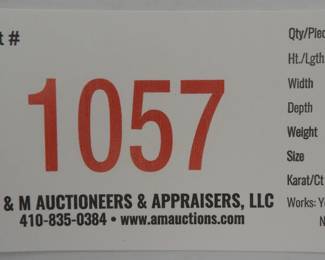 t #
1057
& M AUCTIONEERS & APPRAISERS, LLC
410-835-0384 • www.amauctions.com
Qty/Piec
Ht./Lgth
Width
Depth
Weight
Size
Karat/Ct
Works: Y
N